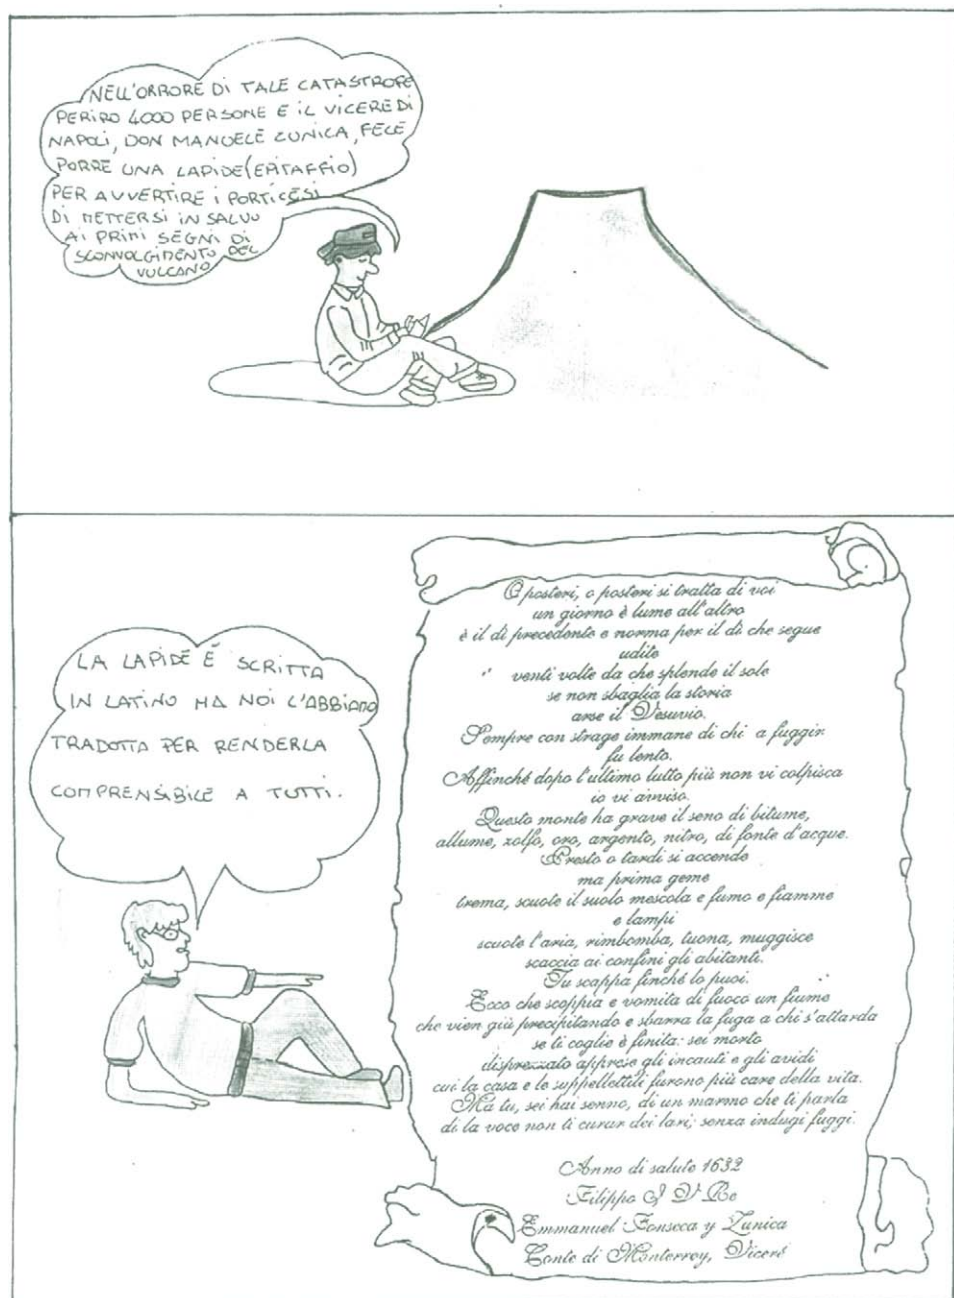 NELL'ORRORE DI TALE CATASTROFE
PERIRO 4000 PERSONE E IL VICERE DI
NAPOLI, DON MANUELE ZUNICA, FECE
PORRE UNA LAPIDE (EPITAFFIO)
PER AVVERTIRE I PORTICESI
DI METTERSI IN SALVO
AI PRIMI SEGNI DI
SCONVOLGIMENTO DEL
VULCANO
LA LAPIDE È SCRITTA
IN LATINO MA NOI L'ABBIAMO
TRADOTTA PER RENDERLA
COMPRENSIBILE A TUTTI.
O posteri, o posteri si tratta di voi
un giorno è lume all'altro
è il dì precedente e norma per il dì che segue
udite
venti volte da che splende il sole
se non sbaglia la storia
arse il Vesuvio.
Sempre con strage immane di chi a fuggir
fu lento.
Affinché dopo l'ultimo lutto più non vi colpisca
io vi avviso.
Questo monte ha grave il seno di bitume,
allume, zolfo, oro, argento, nitro, di fonte d'acque.
Presto o tardi si accende
ma prima geme
trema, scuote il suolo mescola e fumo e fiamme
e lampi
scuote l'aria, rimbomba, tuona, muggisce
scaccia ai confini gli abitanti.
Tu scappa finché lo puoi.
Ecco che scoppia e vomita di fuoco un fiume
che vien giù precipitando e sbarra la fuga a chi s'attarda
se ti coglie è finita: sei morto
disprezzato apprese gli incauti e gli avidi
cui la casa e le suppellettili furono più care della vita.
Ma tu, sei hai senno, di un marmo che ti parla
di la voce non ti curar dei lari; senza indugi fuggi.
Anno di salute 1632
Filippo I V Re
Emmanuel Fonseca y Zunica
Conte di Monterroy, Viceré